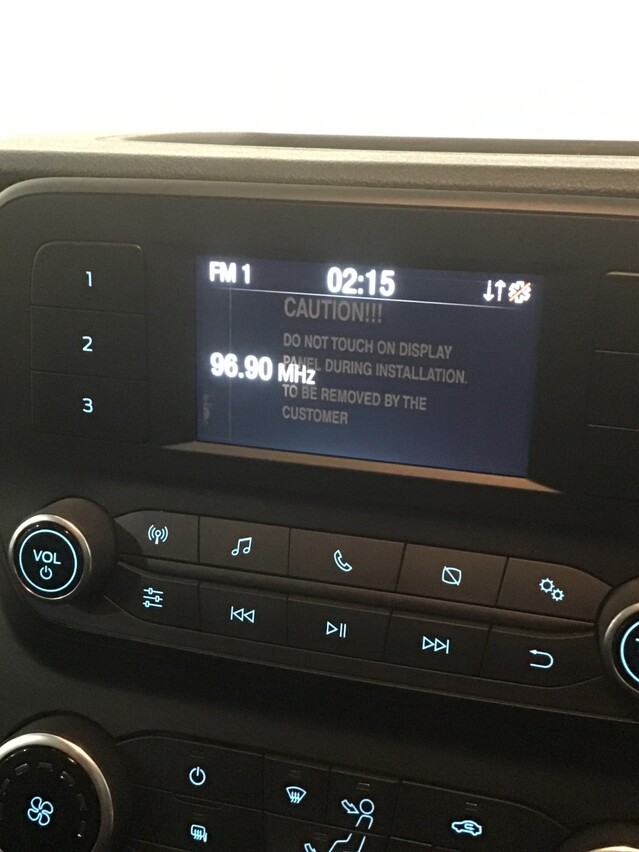 FM 1 02:15
CAUTION!!!
DO NOT TOUCH ON DISPLAY
PANEL DURING INSTALLATION.
96.90 MHz
TO BE REMOVED BY THE
CUSTOMER
1
2
3
VOL